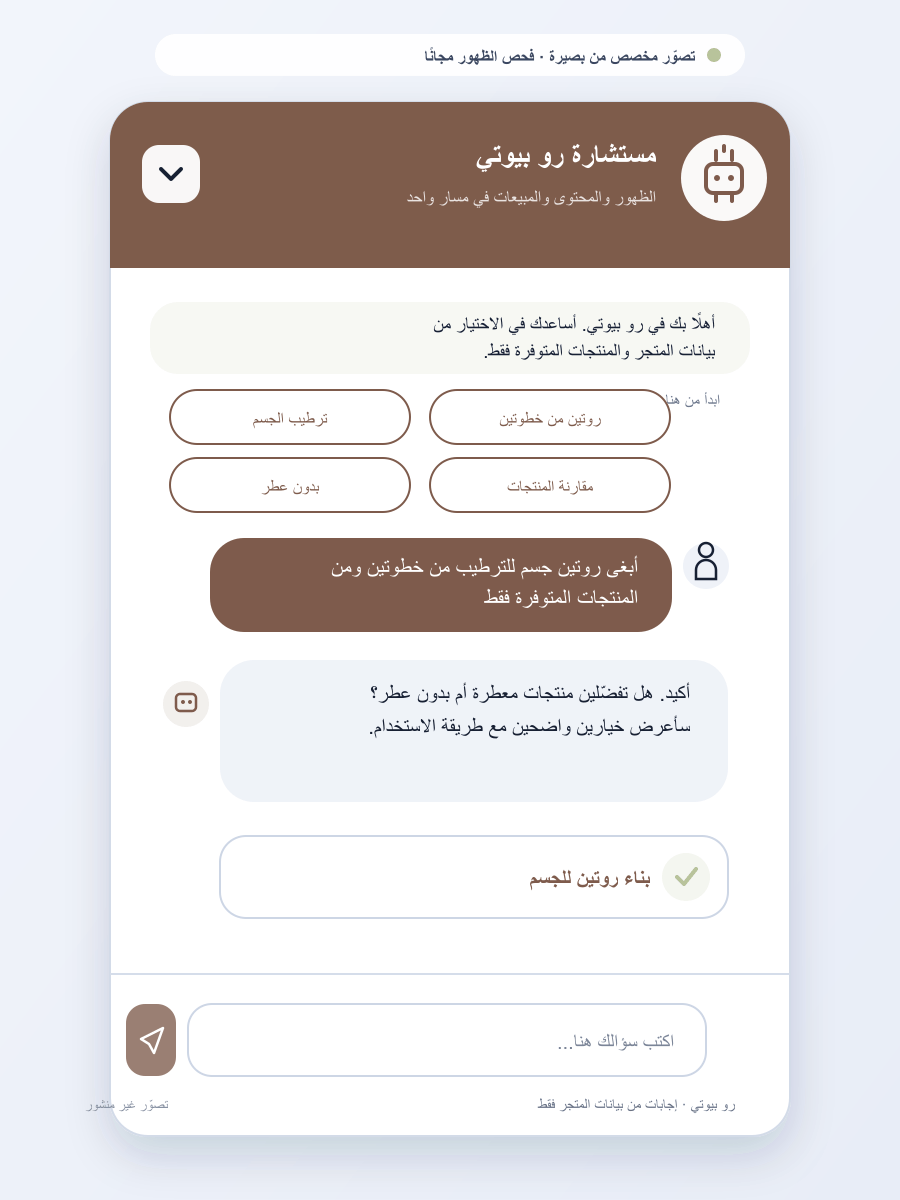 تصوّر مخصص من بصيرة · فحص الظهور مجانًا
مستشارة رو بيوتي
الظهور والمحتوى والمبيعات في مسار واحد
أهلًا بك في رو بيوتي. أساعدك في الاختيار من
بيانات المتجر والمنتجات المتوفرة فقط.
ابدأ من هنا
روتين من خطوتين
ترطيب الجسم
مقارنة المنتجات
بدون عطر
أبغى روتين جسم للترطيب من خطوتين ومن
المنتجات المتوفرة فقط
أكيد. هل تفضّلين منتجات معطرة أم بدون عطر؟
سأعرض خيارين واضحين مع طريقة الاستخدام.
بناء روتين للجسم
اكتب سؤالك هنا...
رو بيوتي · إجابات من بيانات المتجر فقط
تصوّر غير منشور